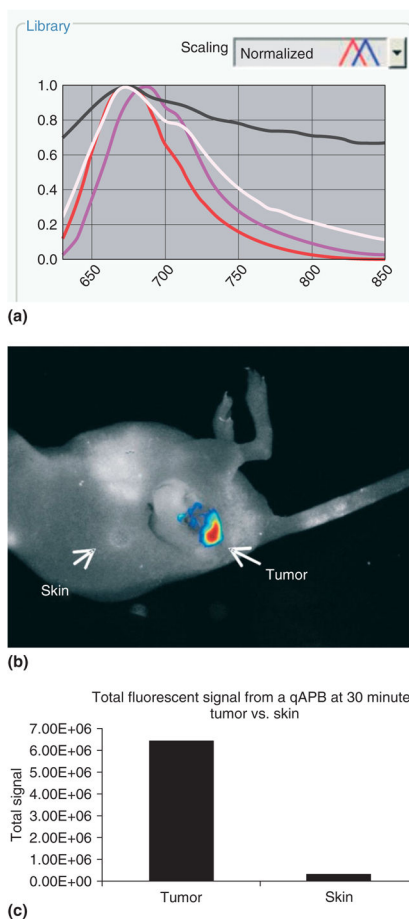 Library
Scaling Normalized
1.0
0.8
0.6
0.4
0.2
0.0
650 700 750 800 850
(a)
Skin
Tumor
(b)
Total fluorescent signal from a qAPB at 30 minute
tumor vs. skin
Total signal
7.00E+06
6.00E+06
5.00E+06
4.00E+06
3.00E+06
2.00E+06
1.00E+06
0.00E+00
Tumor Skin
(c)